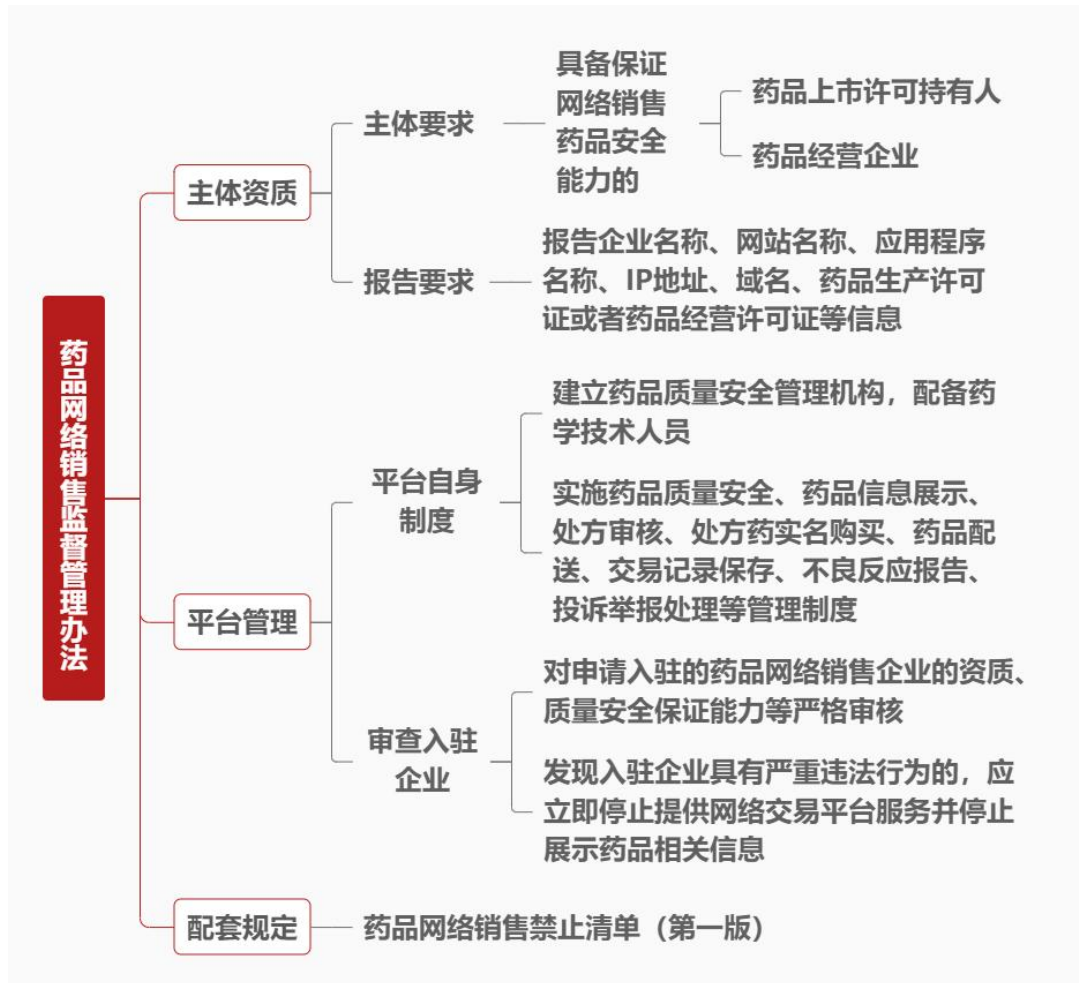 药品网络销售监督管理办法
主体资质
主体要求
具备保证
网络销售
药品安全
能力的
药品上市许可持有人
药品经营企业
报告要求
报告企业名称、网站名称、应用程序
名称、IP地址、域名、药品生产许可
证或者药品经营许可证等信息
平台管理
平台自身
制度
建立药品质量安全管理机构，配备药
学技术人员
实施药品质量安全、药品信息展示、
处方审核、处方药实名购买、药品配
送、交易记录保存、不良反应报告、
投诉举报处理等管理制度
审查入驻
企业
对申请入驻的药品网络销售企业的资质、
质量安全保证能力等严格审核
发现入驻企业具有严重违法行为的，应
立即停止提供网络交易平台服务并停止
展示药品相关信息
配套规定
药品网络销售禁止清单（第一版）